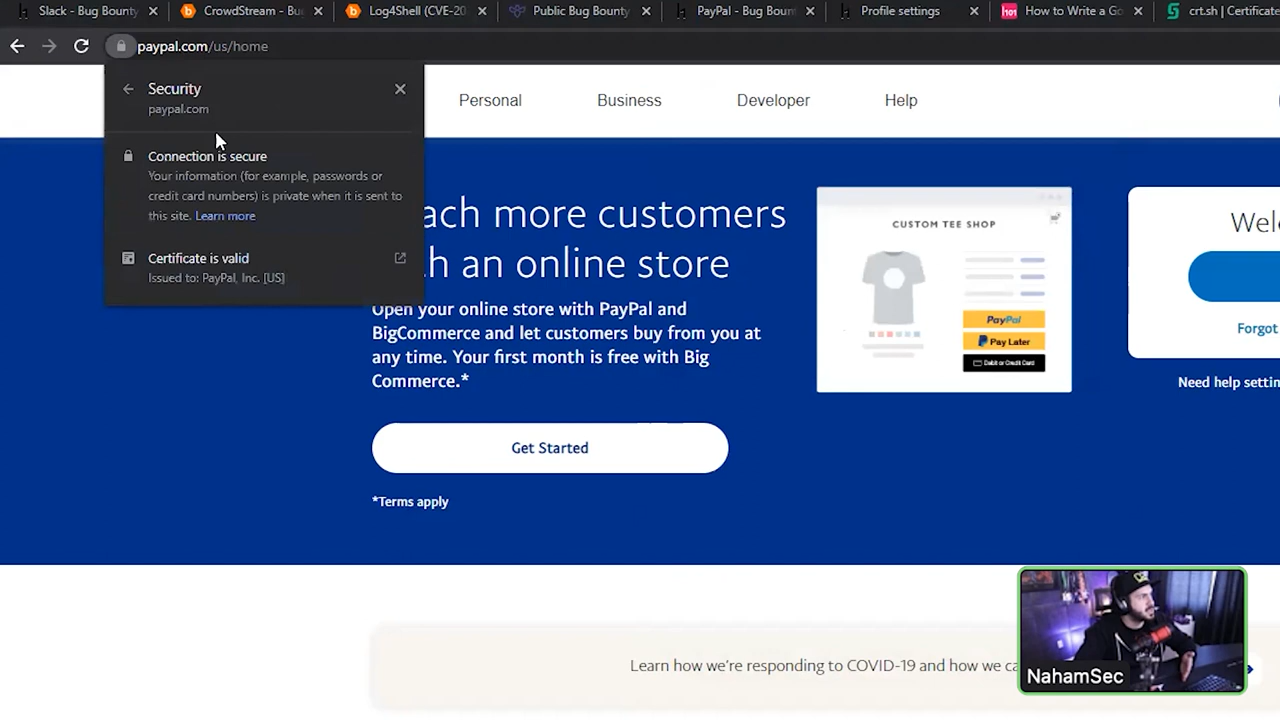 Slack - Bug Bounty
CrowdStream - Bu
Log4Shell (CVE-20
Public Bug Bounty
PayPal - Bug Boun
Profile settings
How to Write a Go
crt.sh | Certificate
paypal.com/us/home
Security
paypal.com
Connection is secure
Your information (for example, passwords or
credit card numbers) is private when it is sent to
this site. Learn more
Certificate is valid
Issued to: PayPal, Inc. [US]
Personal
Business
Developer
Help
ach more customers
h an online store
Open your online store with PayPal and
BigCommerce and let customers buy from you at
any time. Your first month is free with Big
Commerce.*
Get Started
*Terms apply
CUSTOM TEE SHOP
PayPal
Pay Later
Debit or Credit Card
Wel
Forgot
Need help settin
Learn how we're responding to COVID-19 and how we ca
NahamSec